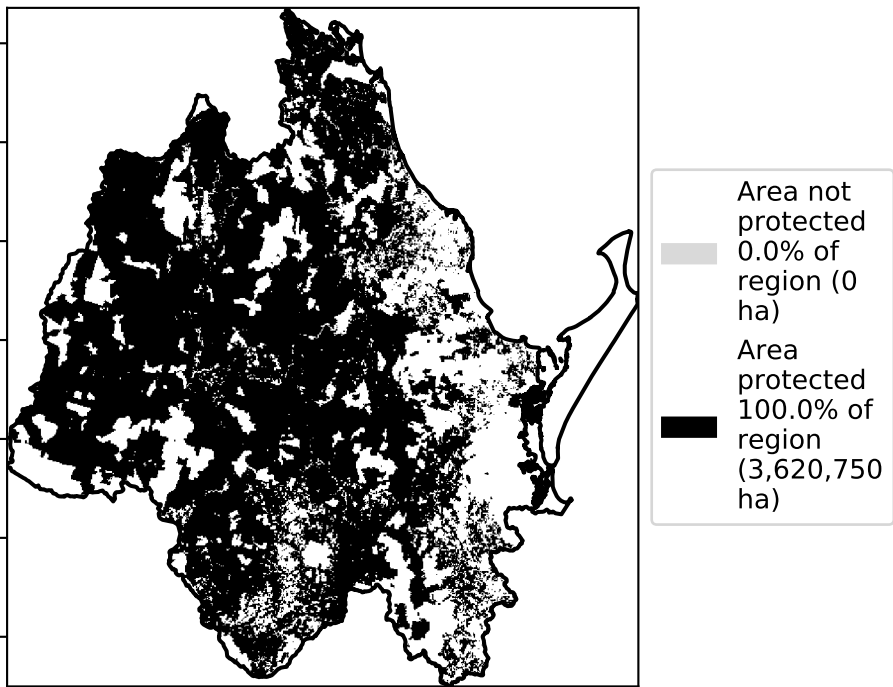 Area not
protected
0.0% of
region (0
ha)
Area
protected
100.0% of
region
(3,620,750
ha)